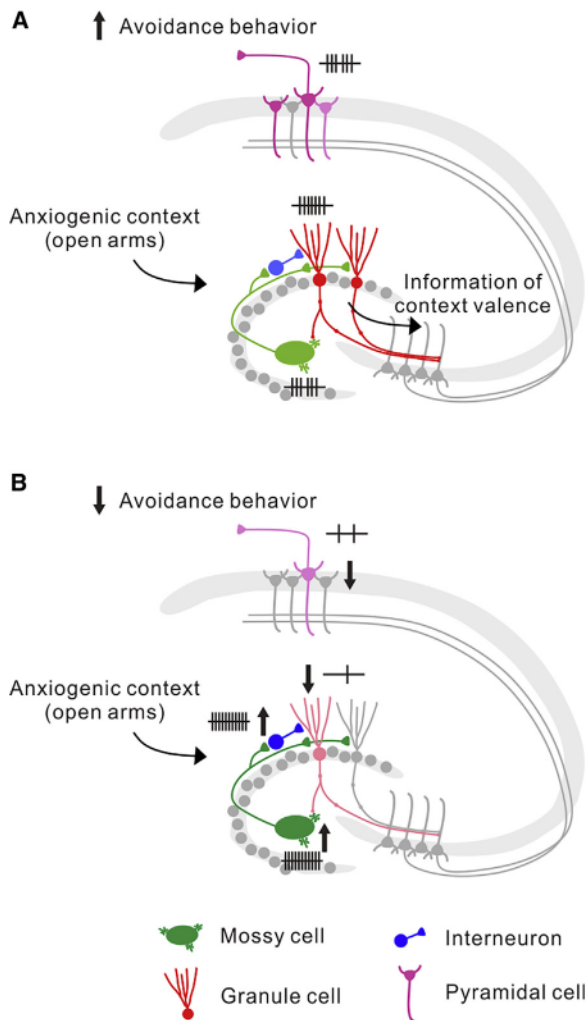 A
Avoidance behavior
Anxiogenic context
(open arms)
Information of
context valence
B
Avoidance behavior
Anxiogenic context
(open arms)
Mossy cell
Interneuron
Granule cell
Pyramidal cell